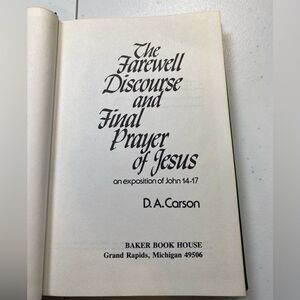 The
Farewell
Discourse
and
Final
Prayer
of Jesus
an exposition of John 14-17
D. A. Carson
BAKER BOOK HOUSE
Grand Rapids, Michigan 49506